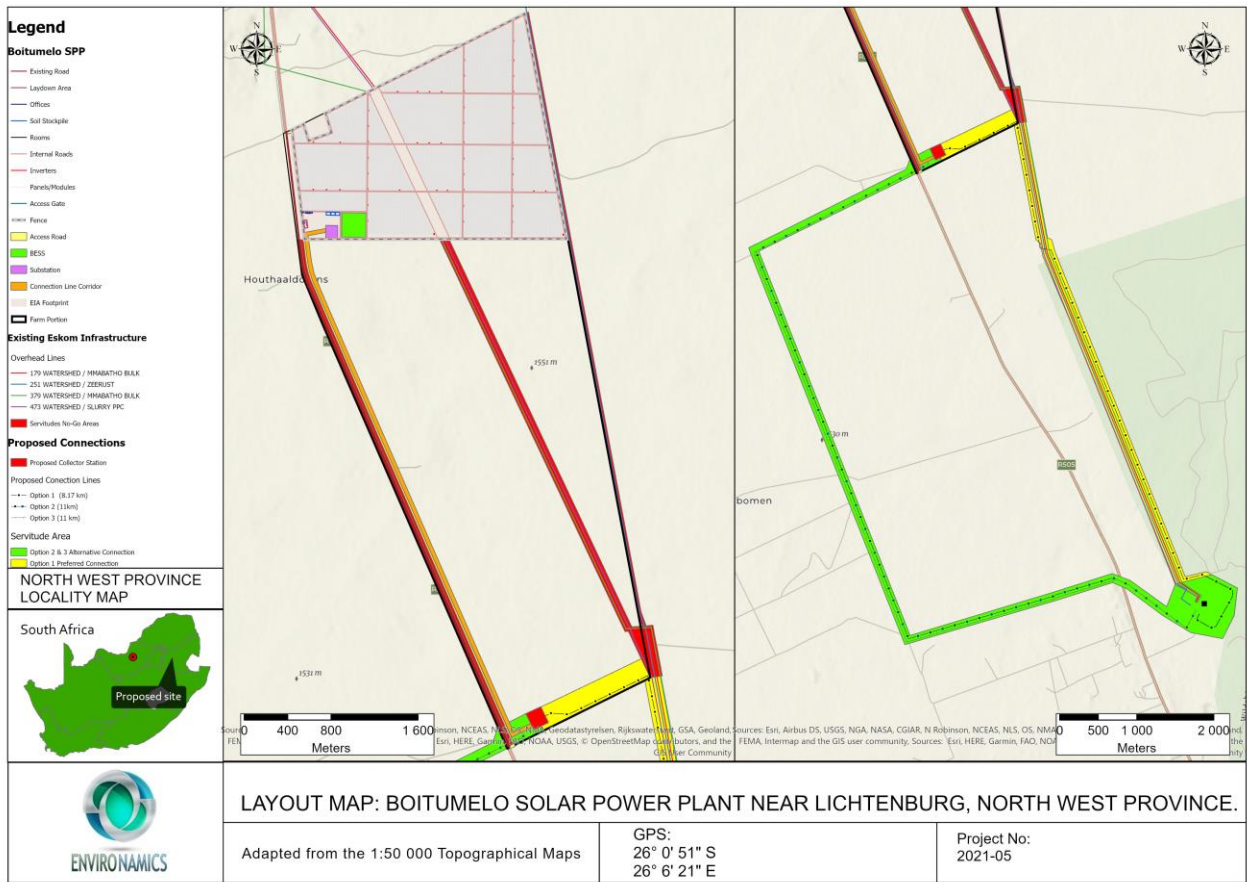 Legend
Boitumelo SPP
Existing Road
Laydown Area
Offices
Soil Stockpile
Rooms
Internal Roads
Inverters
Panels/Modules
Access Gate
Fence
Access Road
BESS
Substation
Connection Line Corridor
EIA Footprint
Farm Portion
Existing Eskom Infrastructure
Overhead Lines
179 WATERSHED / MMABATHO BULK
251 WATERSHED / ZEERUST
379 WATERSHED / MMABATHO BULK
473 WATERSHED / SLURRY PPC
Servitudes No-Go Areas
Proposed Connections
Proposed Collector Station
Proposed Conection Lines
Option 1 (8.17 km)
Option 2 (11km)
Option 3 (11 km)
Servitude Area
Option 2 & 3 Alternative Connection
Option 1 Preferred Connection
NORTH WEST PROVINCE
LOCALITY MAP
South Africa
Proposed site
ENVIRONAMICS
N
W E
S
1551 m
1531 m
0 400 800 1 600
Meters
N
W E
S
R505
bomen
0 500 1 000 2 000
Meters
LAYOUT MAP: BOITUMELO SOLAR POWER PLANT NEAR LICHTENBURG, NORTH WEST PROVINCE.
Adapted from the 1:50 000 Topographical Maps
GPS:
26° 0' 51" S
26° 6' 21" E
Project No:
2021-05